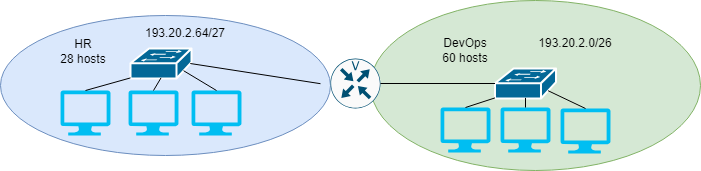 HR
28 hosts
193.20.2.64/27
V
DevOps
60 hosts
193.20.2.0/26